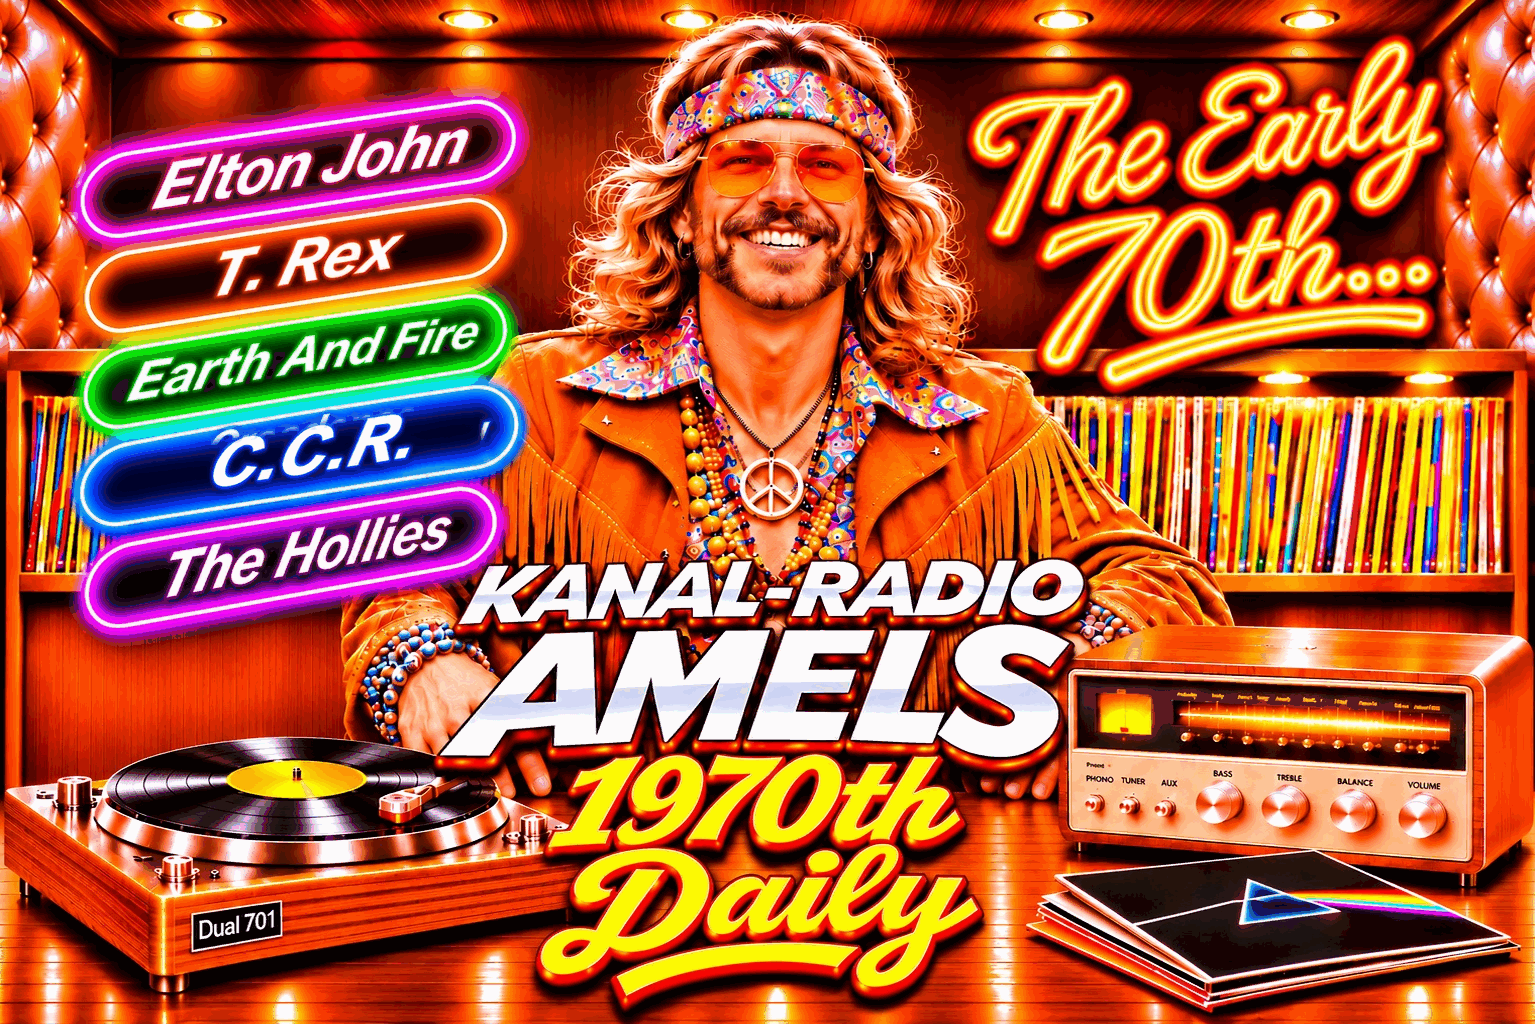 Elton John
T. Rex
Earth And Fire
C.C.R.
The Hollies
The Early
70th...
KANAL-RADIO
AMELS
1970th
Daily
Dual 701
PHONO TUNER AUX BASS TREBLE BALANCE VOLUME